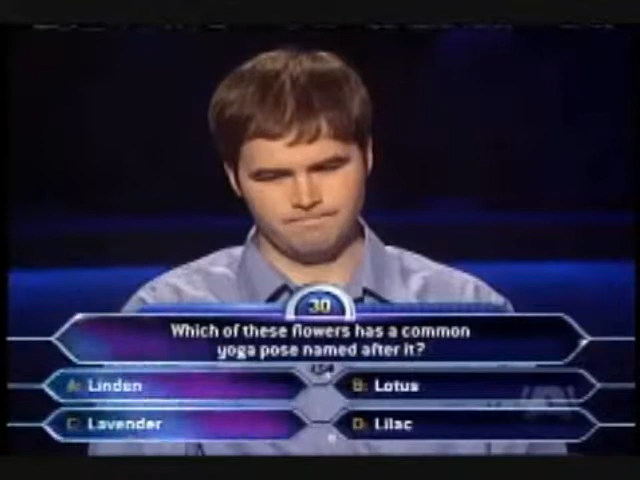 30
Which of these flowers has a common
yoga pose named after it?
A: Linden
B: Lotus
C: Lavender
D: Lilac